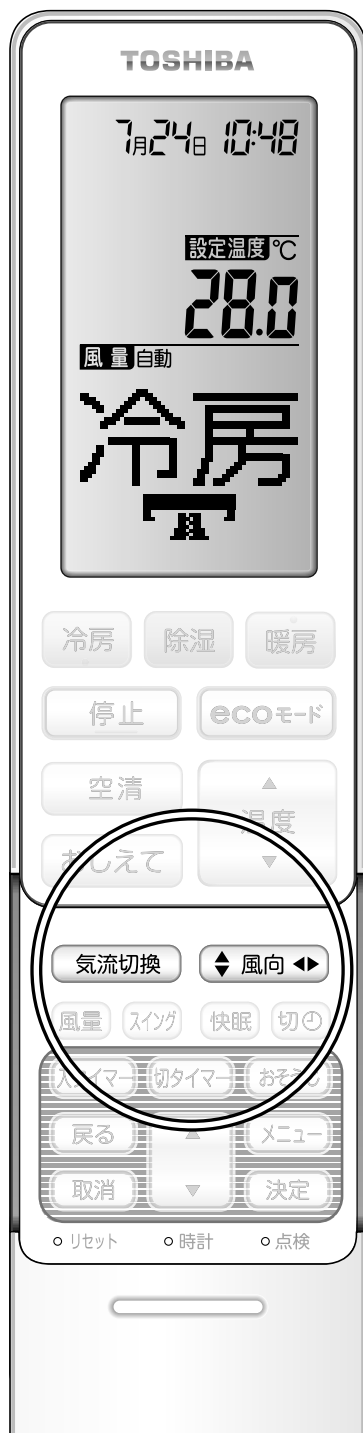 TOSHIBA
7月24日 10:48
設定温度 ℃
28.0
風量 自動
冷房
冷房 除湿 暖房
停止 ecoモード
空清
温度
おしえて
気流切換 風向
風量 スイング 快眠 切
入タイマー 切タイマー おそうじ
戻る メニュー
取消 決定
リセット 時計 点検